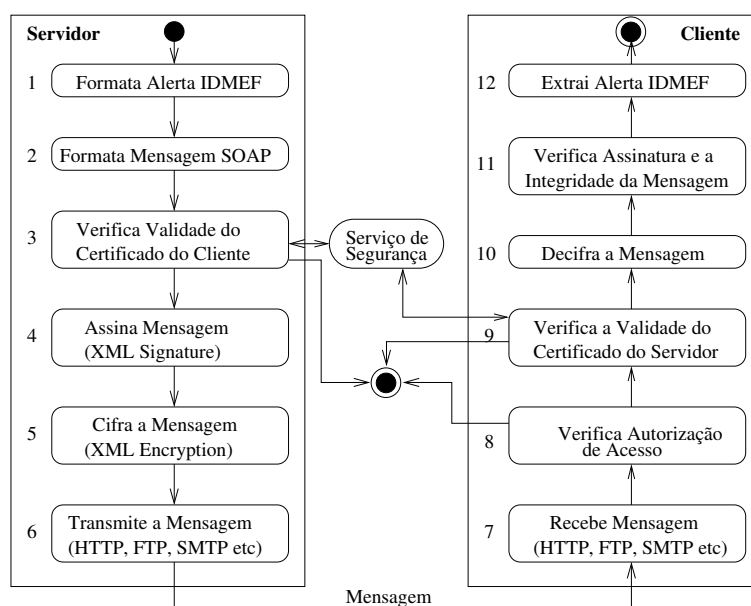 Servidor
1
Formata Alerta IDMEF
2
Formata Mensagem SOAP
3
Verifica Validade do
Certificado do Cliente
4
Assina Mensagem
(XML Signature)
5
Cifra a Mensagem
(XML Encryption)
6
Transmite a Mensagem
(HTTP, FTP, SMTP etc)
Serviço de
Segurança
Mensagem
Cliente
12
Extrai Alerta IDMEF
11
Verifica Assinatura e a
Integridade da Mensagem
10
Decifra a Mensagem
9
Verifica a Validade do
Certificado do Servidor
8
Verifica Autorização
de Acesso
7
Recebe Mensagem
(HTTP, FTP, SMTP etc)